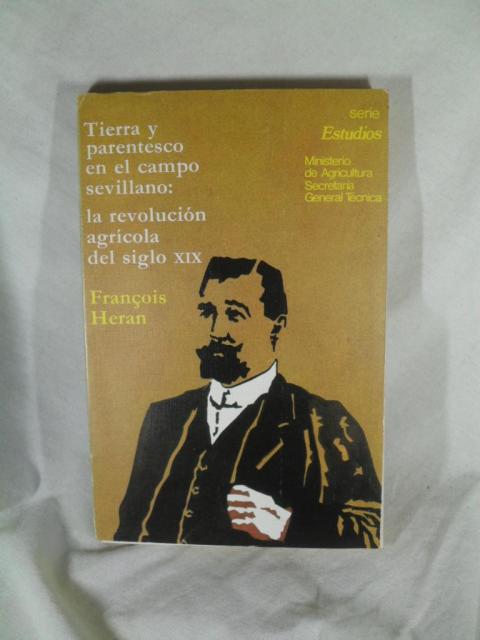 Tierra y
parentesco
en el campo
sevillano:
la revolución
agrícola
del siglo XIX
François
Heran
serie
Estudios
Ministerio
de Agricultura
Secretaría
General Técnica